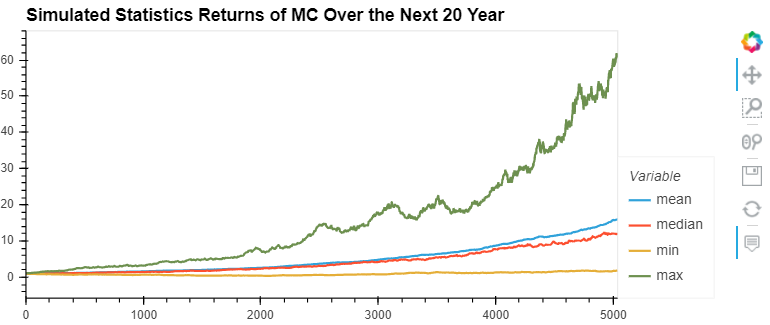 Simulated Statistics Returns of MC Over the Next 20 Year
60
50
40
30
20
10
0
0 1000 2000 3000 4000 5000
Variable
mean
median
min
max